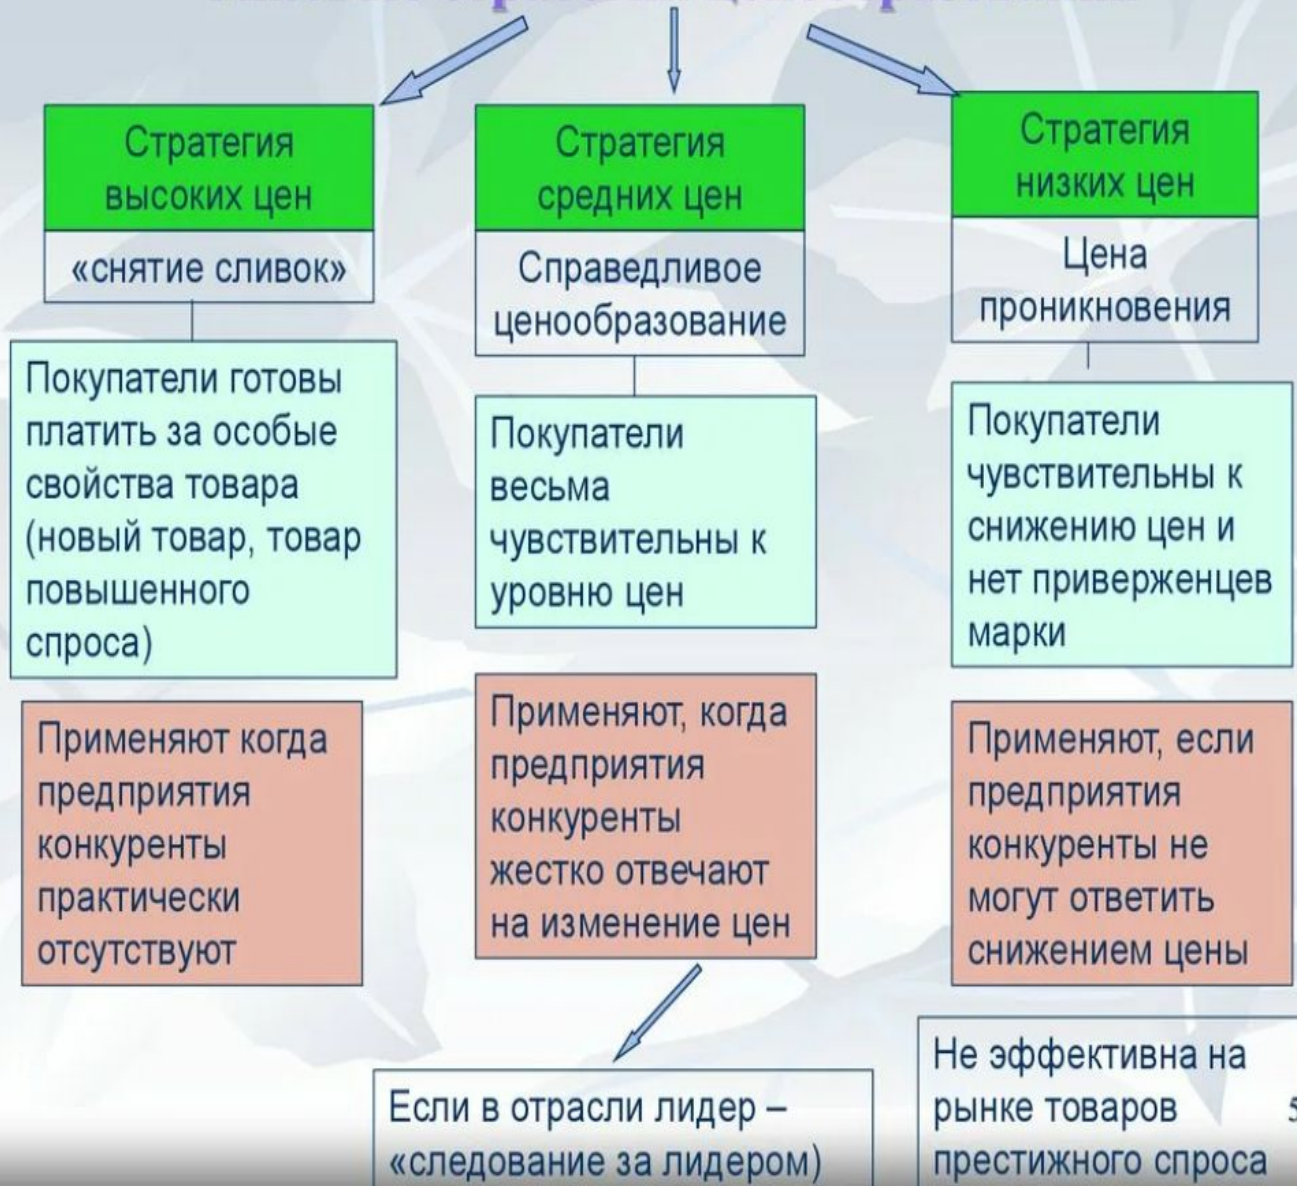 Стратегия
высоких цен
«снятие сливок»
Покупатели готовы
платить за особые
свойства товара
(новый товар, товар
повышенного
спроса)
Применяют когда
предприятия
конкуренты
практически
отсутствуют
Стратегия
средних цен
Справедливое
ценообразование
Покупатели
весьма
чувствительны к
уровню цен
Применяют, когда
предприятия
конкуренты
жестко отвечают
на изменение цен
Если в отрасли лидер –
«следование за лидером)
Стратегия
низких цен
Цена
проникновения
Покупатели
чувствительны к
снижению цен и
нет приверженцев
марки
Применяют, если
предприятия
конкуренты не
могут ответить
снижением цены
Не эффективна на
рынке товаров
престижного спроса
5